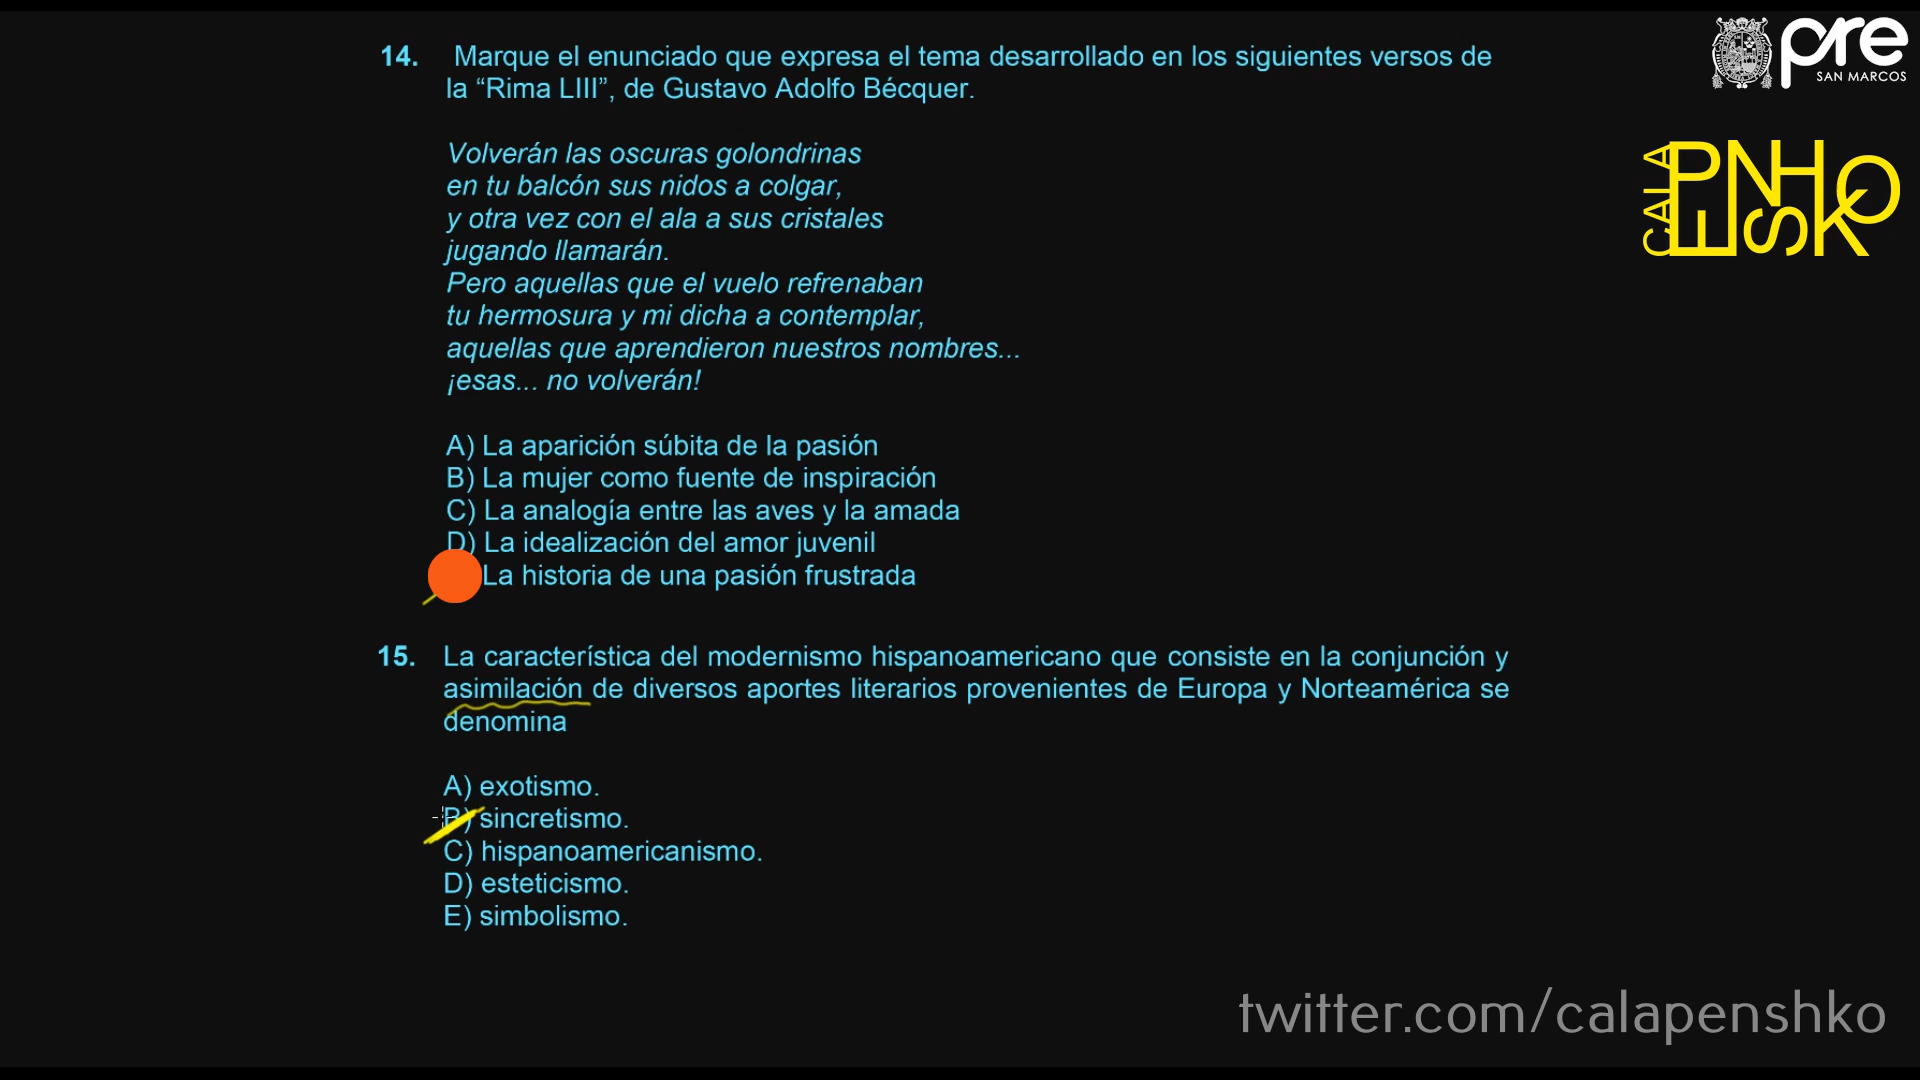 pre
SAN MARCOS
CALA
PENSHKO
14. Marque el enunciado que expresa el tema desarrollado en los siguientes versos de
la “Rima LIII”, de Gustavo Adolfo Bécquer.
Volverán las oscuras golondrinas
en tu balcón sus nidos a colgar,
y otra vez con el ala a sus cristales
jugando llamarán.
Pero aquellas que el vuelo refrenaban
tu hermosura y mi dicha a contemplar,
aquellas que aprendieron nuestros nombres...
¡esas... no volverán!
A) La aparición súbita de la pasión
B) La mujer como fuente de inspiración
C) La analogía entre las aves y la amada
D) La idealización del amor juvenil
La historia de una pasión frustrada
15. La característica del modernismo hispanoamericano que consiste en la conjunción y
asimilación de diversos aportes literarios provenientes de Europa y Norteamérica se
denomina
A) exotismo.
B) sincretismo.
C) hispanoamericanismo.
D) esteticismo.
E) simbolismo.
twitter.com/calapenshko